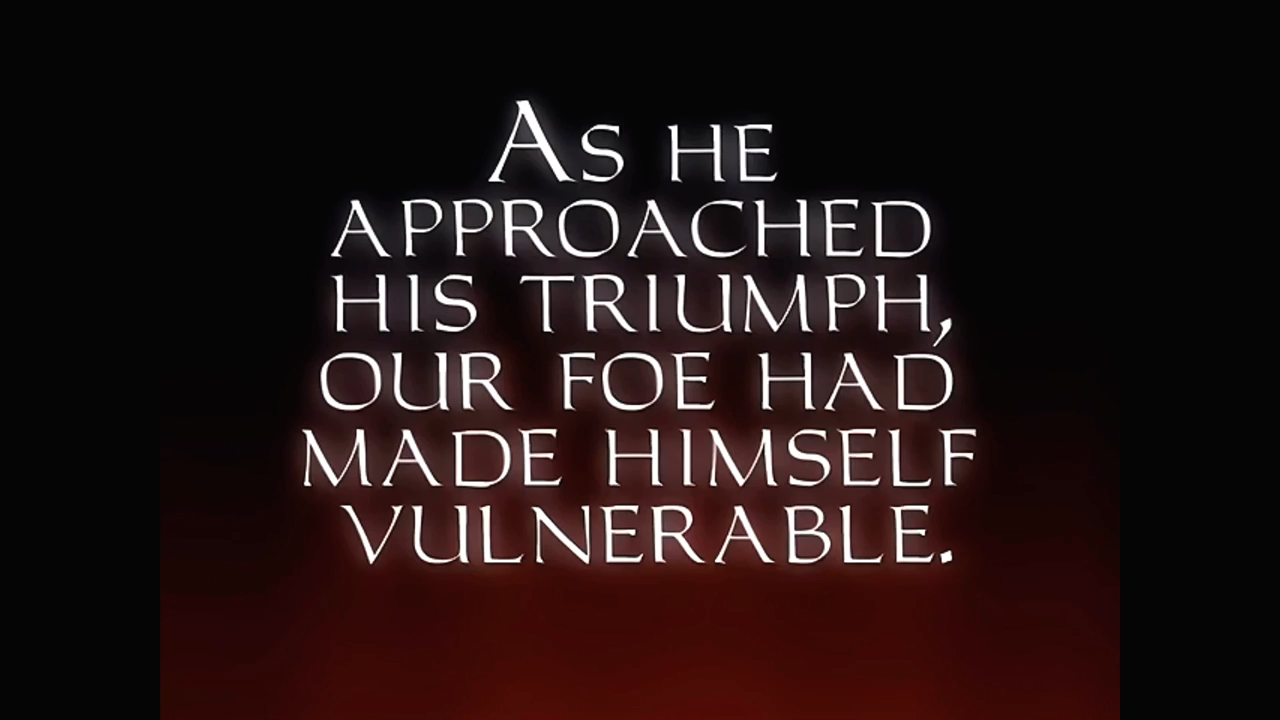 As he
approached
his triumph,
our foe had
made himself
vulnerable.